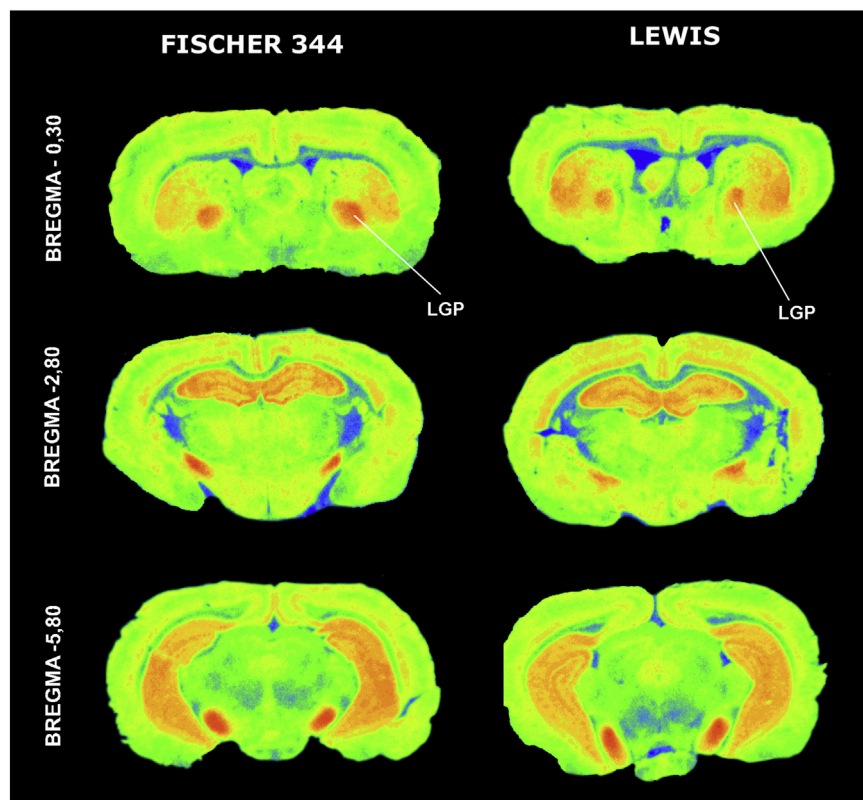 FISCHER 344
LEWIS
BREGMA - 0,30
LGP
LGP
BREGMA -2,80
BREGMA -5,80